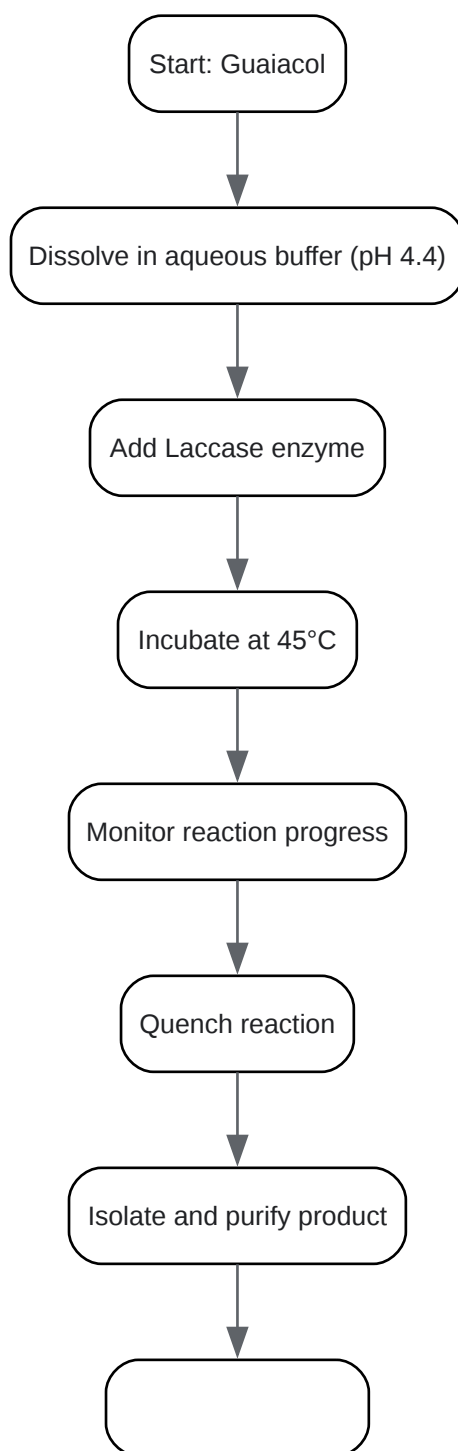 Start: Guaiacol
Dissolve in aqueous buffer (pH 4.4)
Add Laccase enzyme
Incubate at 45°C
Monitor reaction progress
Quench reaction
Isolate and purify product